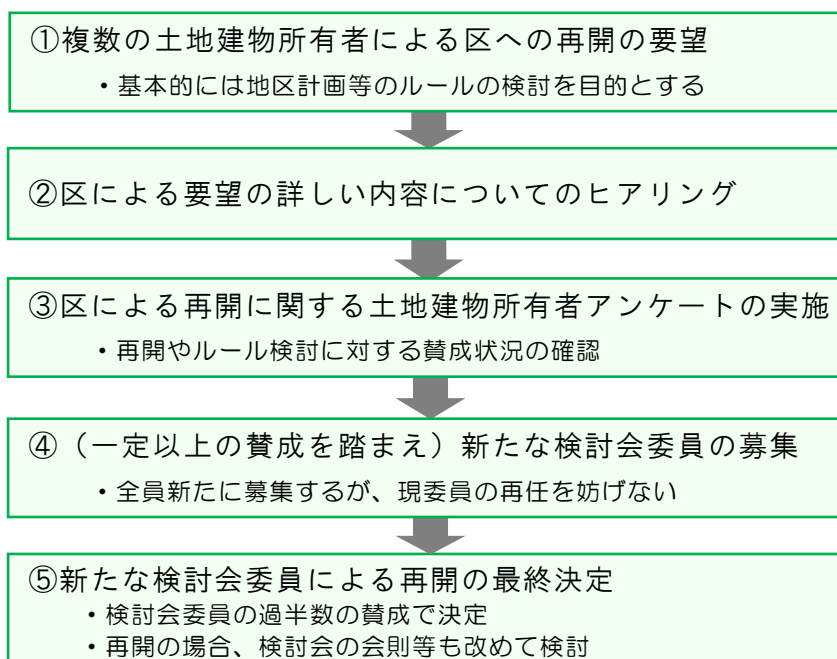 ①複数の土地建物所有者による区への再開の要望
・基本的には地区計画等のルールの検討を目的とする
②区による要望の詳しい内容についてのヒアリング
③区による再開に関する土地建物所有者アンケートの実施
・再開やルール検討に対する賛成状況の確認
④（一定以上の賛成を踏まえ）新たな検討会委員の募集
・全員新たに募集するが、現委員の再任を妨げない
⑤新たな検討会委員による再開の最終決定
・検討会委員の過半数の賛成で決定
・再開の場合、検討会の会則等も改めて検討